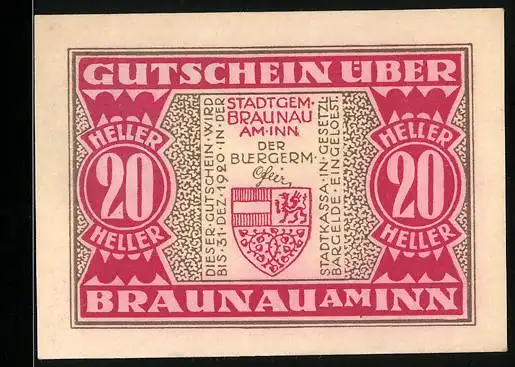 GUTSCHEIN ÜBER
HELLER
20
HELLER
DIESER·GUTSCHEIN·WIRD
BIS·31·DEZ·1920·IN·DER
STADTGEM·
BRAUNAU
AM·INN·
DER
BUERGERM·
STADTKASSA·IN·GESETZL·
BARGELDE·EINGELOEST·
HELLER
20
HELLER
BRAUNAU AM INN